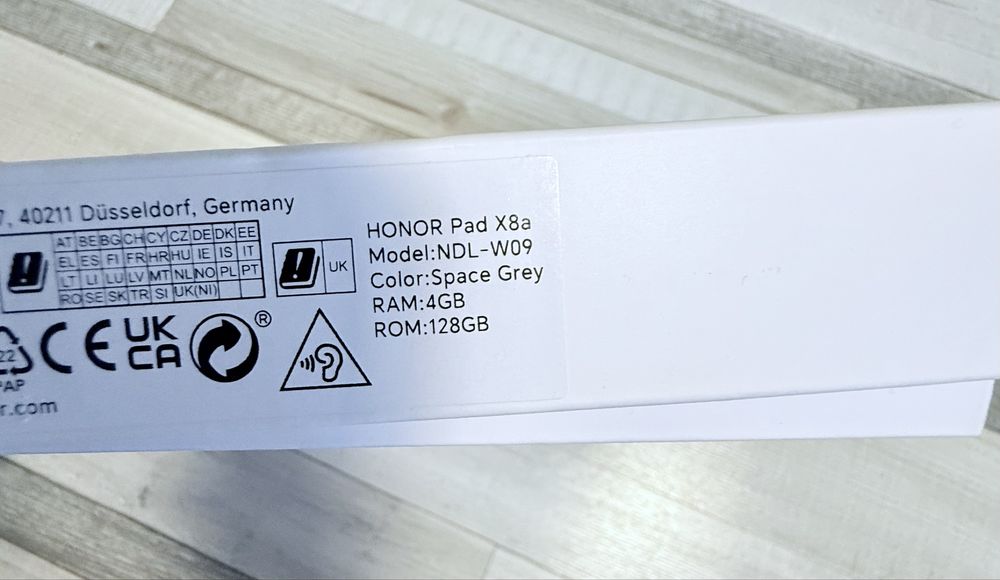 7, 40211 Düsseldorf, Germany
AT BE BG CH CY CZ DE DK EE
EL ES FI FR HR HU IE IS IT
LT LI LU LV MT NL NO PL PT
RO SE SK TR SI UK(NI)
UK
CE UK CA ®
22
PAP
r.com
HONOR Pad X8a
Model:NDL-W09
Color:Space Grey
RAM:4GB
ROM:128GB